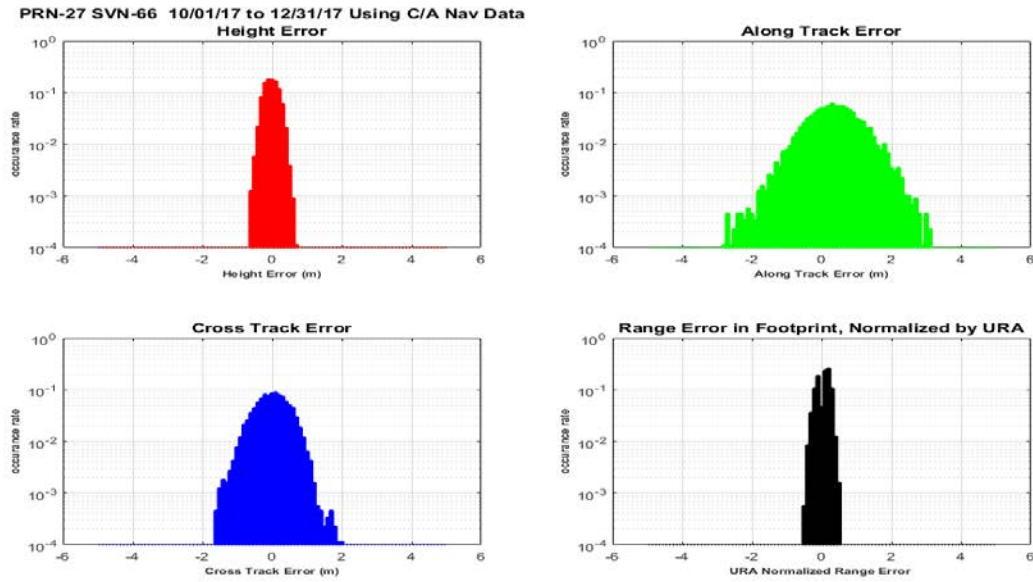 PRN-27 SVN-66 10/01/17 to 12/31/17 Using C/A Nav Data
Height Error
10^0
10^-1
10^-2
10^-3
10^-4
occurance rate
-6 -4 -2 0 2 4 6
Height Error (m)
Along Track Error
10^0
10^-1
10^-2
10^-3
10^-4
occurance rate
-6 -4 -2 0 2 4 6
Along Track Error (m)
Cross Track Error
10^0
10^-1
10^-2
10^-3
10^-4
occurance rate
-6 -4 -2 0 2 4 6
Cross Track Error (m)
Range Error in Footprint, Normalized by URA
10^0
10^-1
10^-2
10^-3
10^-4
occurance rate
-6 -4 -2 0 2 4 6
URA Normalized Range Error